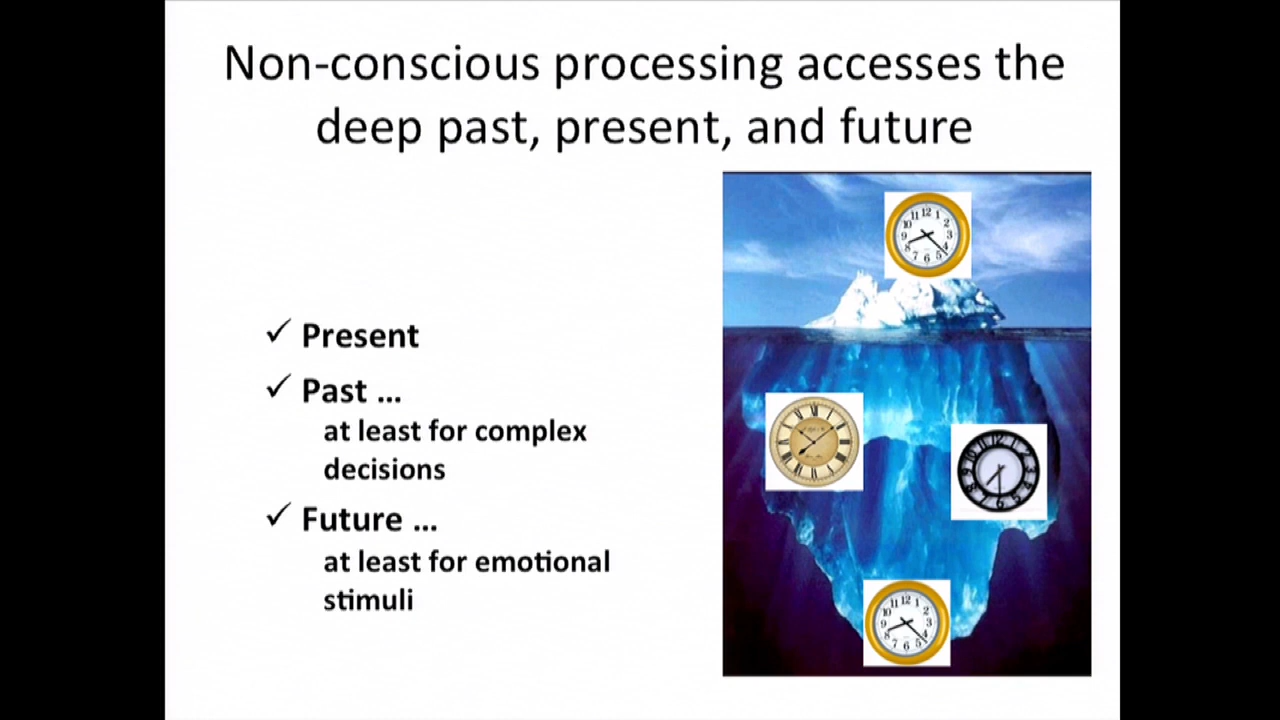 Non-conscious processing accesses the
deep past, present, and future
✓ Present
✓ Past ...
at least for complex
decisions
✓ Future ...
at least for emotional
stimuli